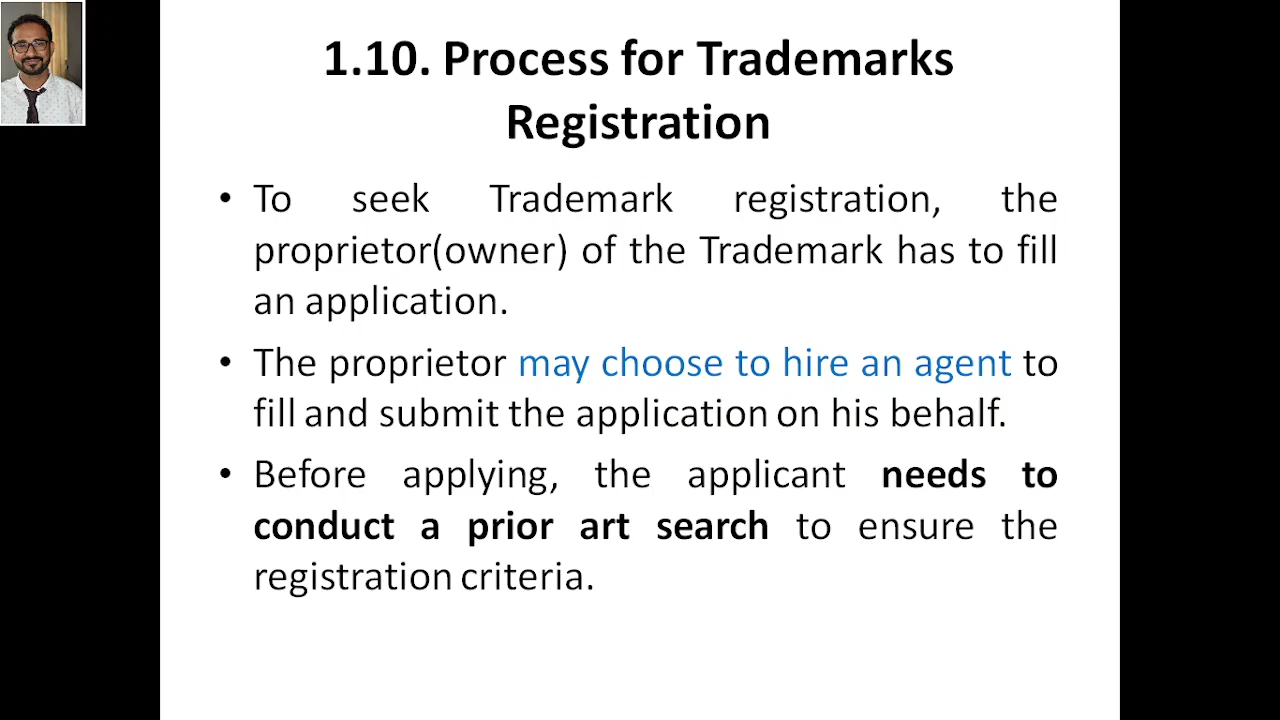 1.10. Process for Trademarks
Registration
• To seek Trademark registration, the
proprietor(owner) of the Trademark has to fill
an application.
• The proprietor may choose to hire an agent to
fill and submit the application on his behalf.
• Before applying, the applicant needs to
conduct a prior art search to ensure the
registration criteria.